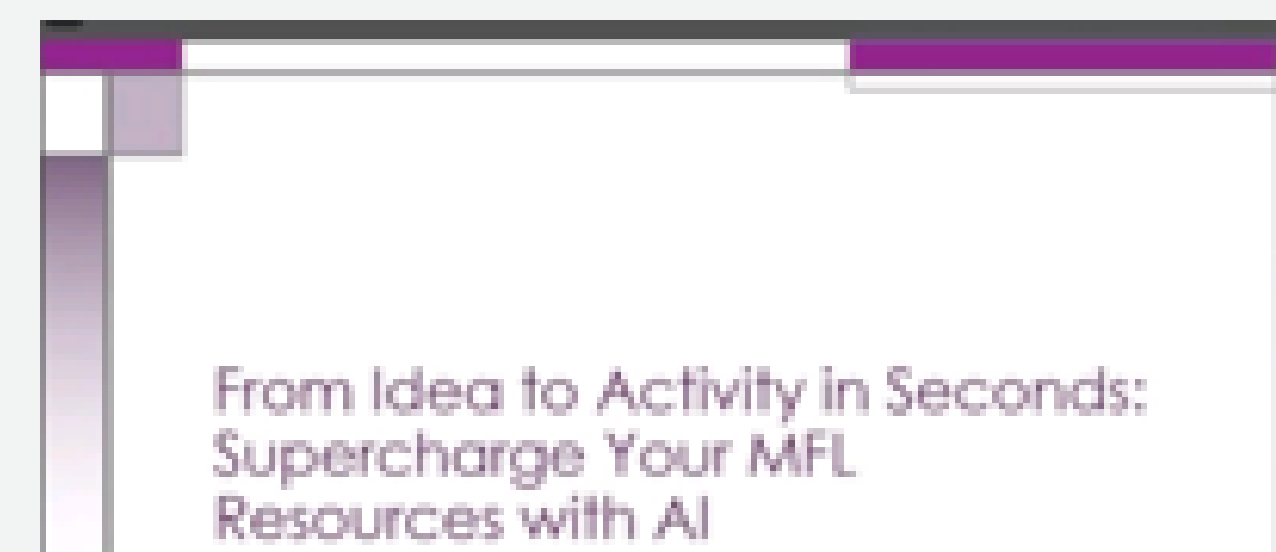 From Idea to Activity in Seconds:
Supercharge Your MFL
Resources with AI